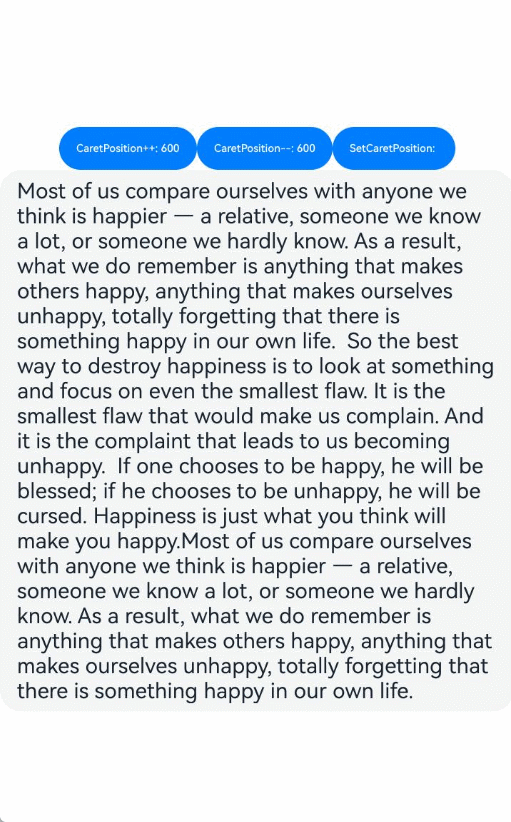 CaretPosition++: 600 CaretPosition--: 600 SetCaretPosition:
Most of us compare ourselves with anyone we
think is happier — a relative, someone we know
a lot, or someone we hardly know. As a result,
what we do remember is anything that makes
others happy, anything that makes ourselves
unhappy, totally forgetting that there is
something happy in our own life.  So the best
way to destroy happiness is to look at something
and focus on even the smallest flaw. It is the
smallest flaw that would make us complain. And
it is the complaint that leads to us becoming
unhappy.  If one chooses to be happy, he will be
blessed; if he chooses to be unhappy, he will be
cursed. Happiness is just what you think will
make you happy.Most of us compare ourselves
with anyone we think is happier — a relative,
someone we know a lot, or someone we hardly
know. As a result, what we do remember is
anything that makes others happy, anything that
makes ourselves unhappy, totally forgetting that
there is something happy in our own life.